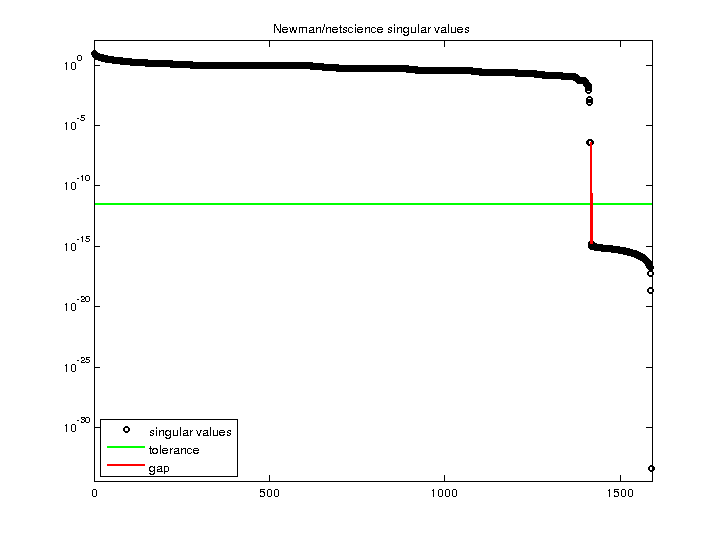 Newman/netscience singular values
10^0
10^-5
10^-10
10^-15
10^-20
10^-25
10^-30
singular values
tolerance
gap
0 500 1000 1500